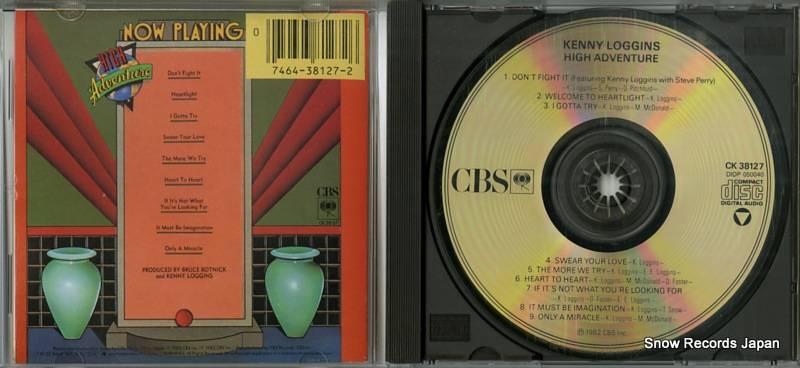 NOW PLAYING
HIGH
Adventure
0
7464-38127-2
Don't Fight It
Heartlight
I Gotta Try
Swear Your Love
The More We Try
Heart To Heart
If It's Not What
You're Looking For
It Must Be Imagination
Only A Miracle
PRODUCED BY BRUCE BOTNICK
and KENNY LOGGINS
CBS
CK 38127
KENNY LOGGINS
HIGH ADVENTURE
1. DON'T FIGHT IT (Featuring Kenny Loggins with Steve Perry)
–K. Loggins–S. Perry–D. Pitchford–
2. WELCOME TO HEARTLIGHT–K. Loggins–
3. I GOTTA TRY–K. Loggins–M. McDonald–
CBS
CK 38127
DIDP 050040
COMPACT
disc
DIGITAL AUDIO
4. SWEAR YOUR LOVE–K. Loggins–
5. THE MORE WE TRY–K. Loggins–E. E. Loggins–
6. HEART TO HEART–K. Loggins–M. McDonald–D. Foster–
7. IF IT'S NOT WHAT YOU'RE LOOKING FOR
–K. Loggins–D. Foster–E. E. Loggins–
8. IT MUST BE IMAGINATION–K. Loggins–T. Snow–
9. ONLY A MIRACLE–K. Loggins–M. McDonald–
℗ 1982 CBS Inc.
Snow Records Japan